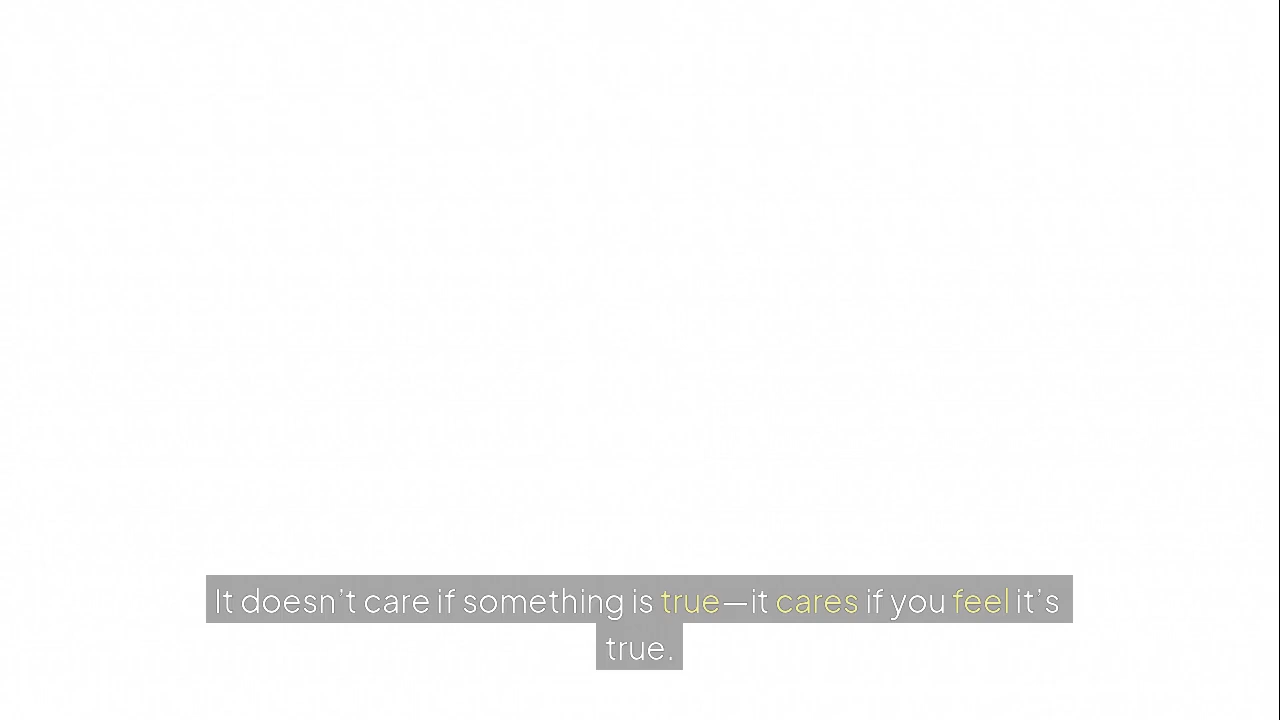 It doesn’t care if something is true—it cares if you feel it’s
true.